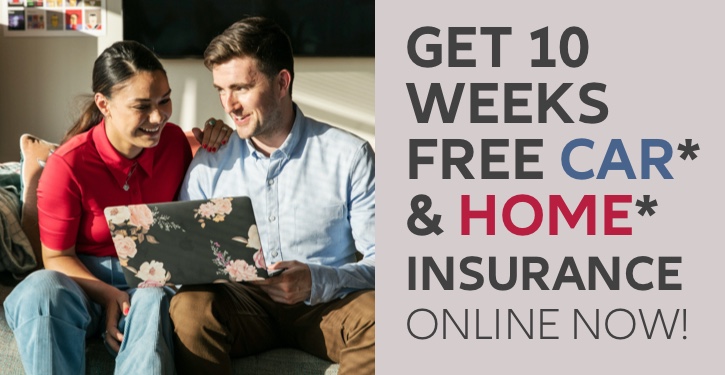 GET 10
WEEKS
FREE CAR*
& HOME*
INSURANCE
ONLINE NOW!